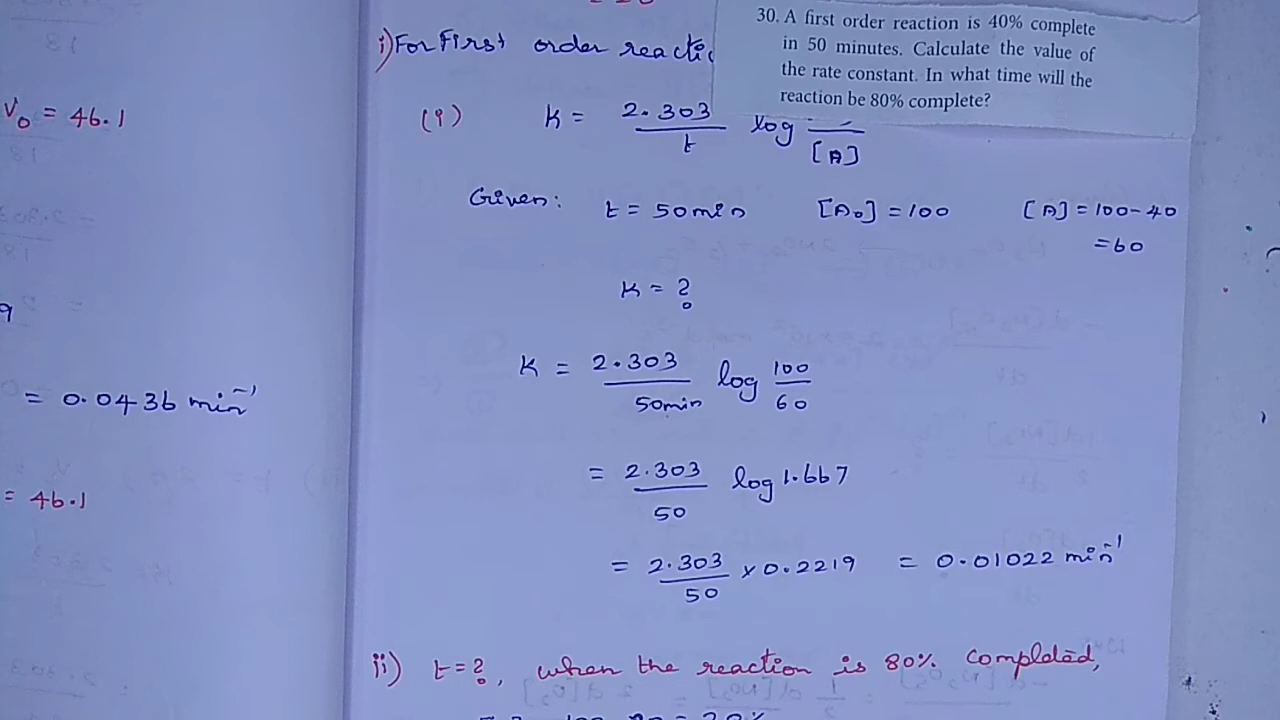 V₀ = 46.1
= 0.0436 min⁻¹
= 46.1
30. A first order reaction is 40% complete
in 50 minutes. Calculate the value of
the rate constant. In what time will the
reaction be 80% complete?
i) For First order
(i) K = 2.303/t log /[A]
Given: t = 50min [A₀] = 100 [A] = 100-40
=60
K = ?
K = 2.303/50min log 100/60
= 2.303/50 log 1.667
= 2.303/50 x 0.2219 = 0.01022 min⁻¹
ii) t=?, when the reaction is 80% completed,